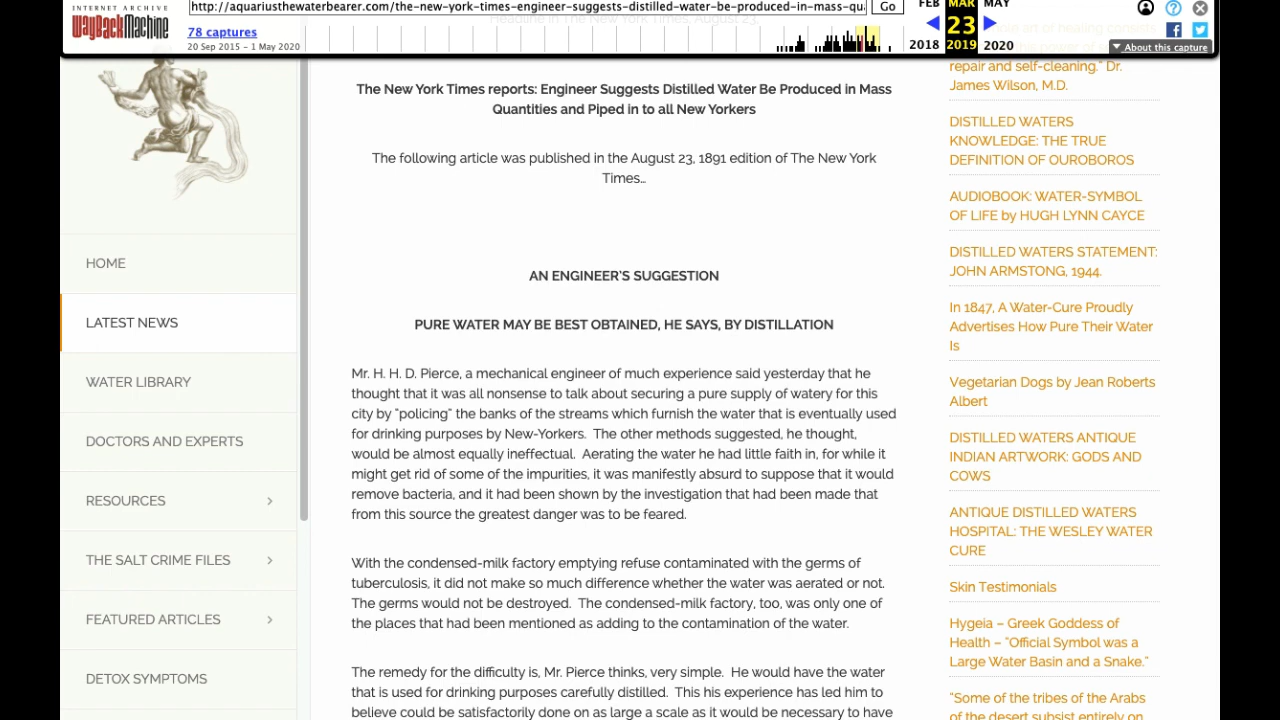 INTERNET ARCHIVE
WayBackMachine
http://aquariusthewaterbearer.com/the-new-york-times-engineer-suggests-distilled-water-be-produced-in-mass-qu
Go
78 captures
20 Sep 2015 – 1 May 2020
FEB MAR MAY
23
2018 2019 2020
About this capture
Headline in The New York Times, August 23,
The New York Times reports: Engineer Suggests Distilled Water Be Produced in Mass
Quantities and Piped in to all New Yorkers
The following article was published in the August 23, 1891 edition of The New York
Times…
AN ENGINEER'S SUGGESTION
PURE WATER MAY BE BEST OBTAINED, HE SAYS, BY DISTILLATION
Mr. H. H. D. Pierce, a mechanical engineer of much experience said yesterday that he
thought that it was all nonsense to talk about securing a pure supply of watery for this
city by "policing" the banks of the streams which furnish the water that is eventually used
for drinking purposes by New-Yorkers. The other methods suggested, he thought,
would be almost equally ineffectual. Aerating the water he had little faith in, for while it
might get rid of some of the impurities, it was manifestly absurd to suppose that it would
remove bacteria, and it had been shown by the investigation that had been made that
from this source the greatest danger was to be feared.
With the condensed-milk factory emptying refuse contaminated with the germs of
tuberculosis, it did not make so much difference whether the water was aerated or not.
The germs would not be destroyed. The condensed-milk factory, too, was only one of
the places that had been mentioned as adding to the contamination of the water.
The remedy for the difficulty is, Mr. Pierce thinks, very simple. He would have the water
that is used for drinking purposes carefully distilled. This his experience has led him to
believe could be satisfactorily done on as large a scale as it would be necessary to have
HOME
LATEST NEWS
WATER LIBRARY
DOCTORS AND EXPERTS
RESOURCES
THE SALT CRIME FILES
FEATURED ARTICLES
DETOX SYMPTOMS
repair and self-cleaning." Dr.
James Wilson, M.D.
DISTILLED WATERS
KNOWLEDGE: THE TRUE
DEFINITION OF OUROBOROS
AUDIOBOOK: WATER-SYMBOL
OF LIFE by HUGH LYNN CAYCE
DISTILLED WATERS STATEMENT:
JOHN ARMSTONG, 1944.
In 1847, A Water-Cure Proudly
Advertises How Pure Their Water
Is
Vegetarian Dogs by Jean Roberts
Albert
DISTILLED WATERS ANTIQUE
INDIAN ARTWORK: GODS AND
COWS
ANTIQUE DISTILLED WATERS
HOSPITAL: THE WESLEY WATER
CURE
Skin Testimonials
Hygeia – Greek Goddess of
Health – "Official Symbol was a
Large Water Basin and a Snake."
"Some of the tribes of the Arabs
of the desert subsist entirely on